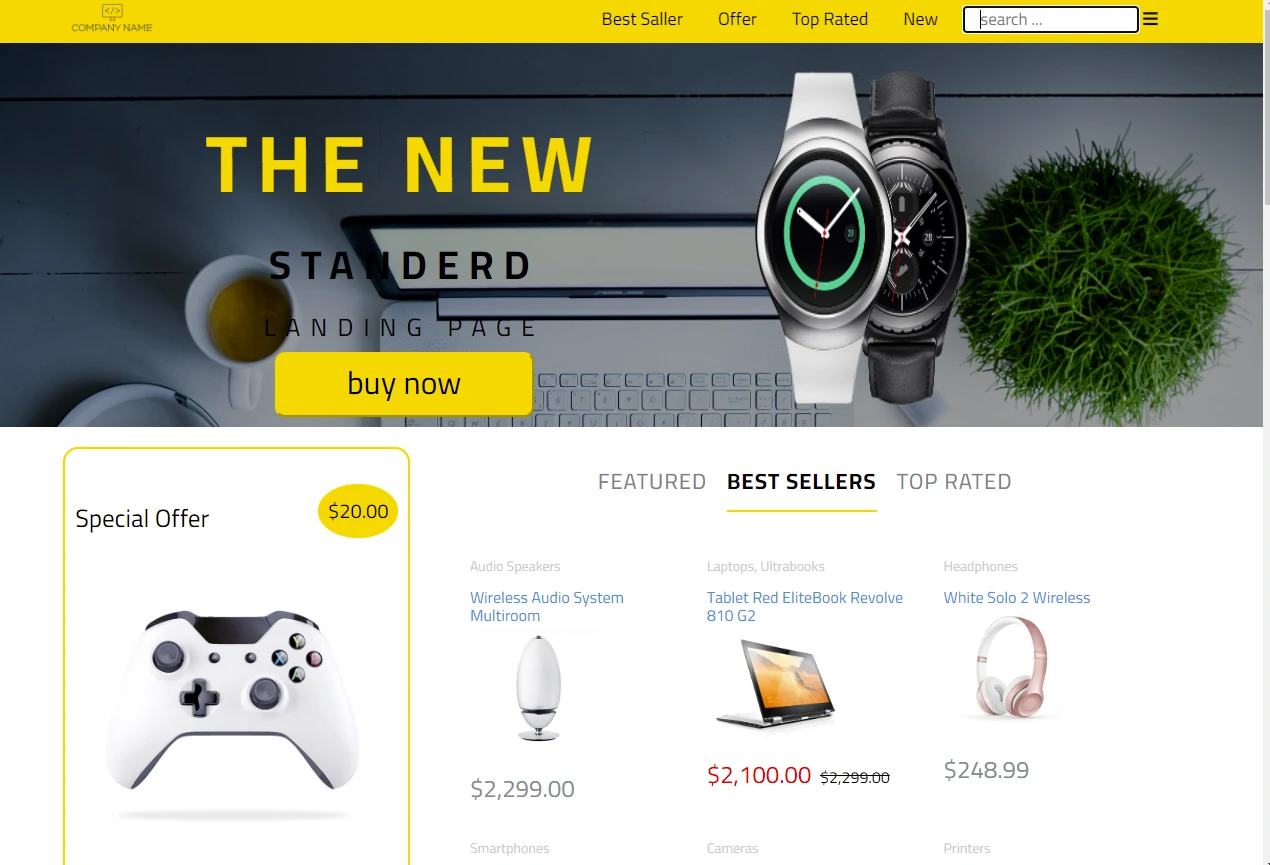 </>
COMPANY NAME
Best Saller Offer Top Rated New search ...
THE NEW
STANDERD
LANDING PAGE
buy now
ASUS
28
28
Special Offer
$20.00
Y
X
B
A
FEATURED BEST SELLERS TOP RATED
Audio Speakers
Wireless Audio System
Multiroom
$2,299.00
Laptops, Ultrabooks
Tablet Red EliteBook Revolve
810 G2
$2,100.00 $2,299.00
Headphones
White Solo 2 Wireless
$248.99
Smartphones
Cameras
Printers